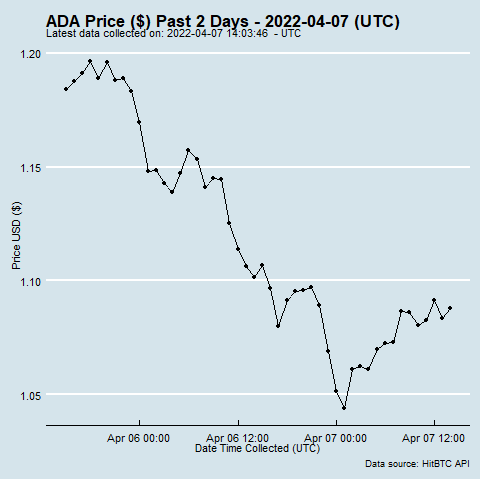 ADA Price ($) Past 2 Days - 2022-04-07 (UTC)
Latest data collected on: 2022-04-07 14:03:46  - UTC
1.20
1.15
1.10
1.05
Price USD ($)
Apr 06 00:00
Apr 06 12:00
Apr 07 00:00
Apr 07 12:00
Date Time Collected (UTC)
Data source: HitBTC API